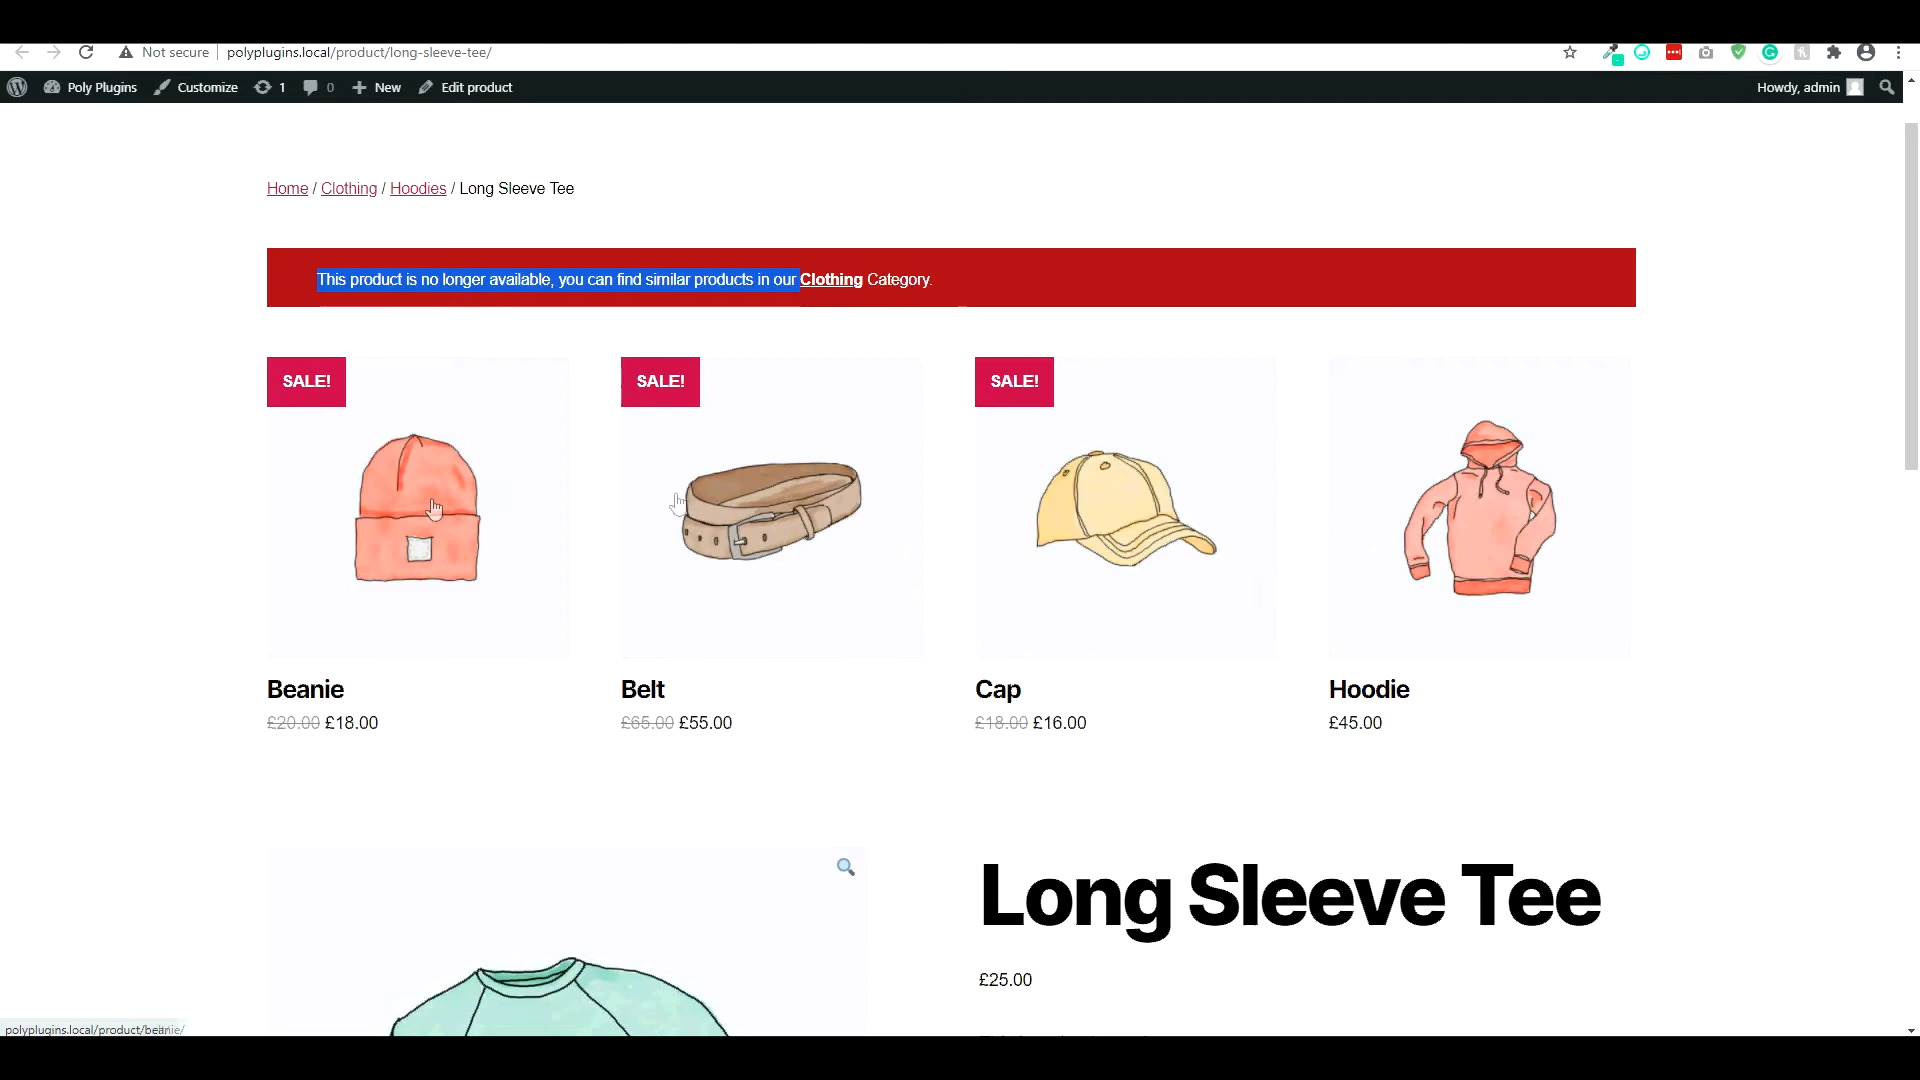 Not secure polyplugins.local/product/long-sleeve-tee/
Poly Plugins Customize 1 0 New Edit product Howdy, admin
Home / Clothing / Hoodies / Long Sleeve Tee
This product is no longer available, you can find similar products in our Clothing Category.
SALE! SALE! SALE!
Beanie Belt Cap Hoodie
£20.00 £18.00 £65.00 £55.00 £18.00 £16.00 £45.00
Long Sleeve Tee
£25.00
polyplugins.local/product/beanie/